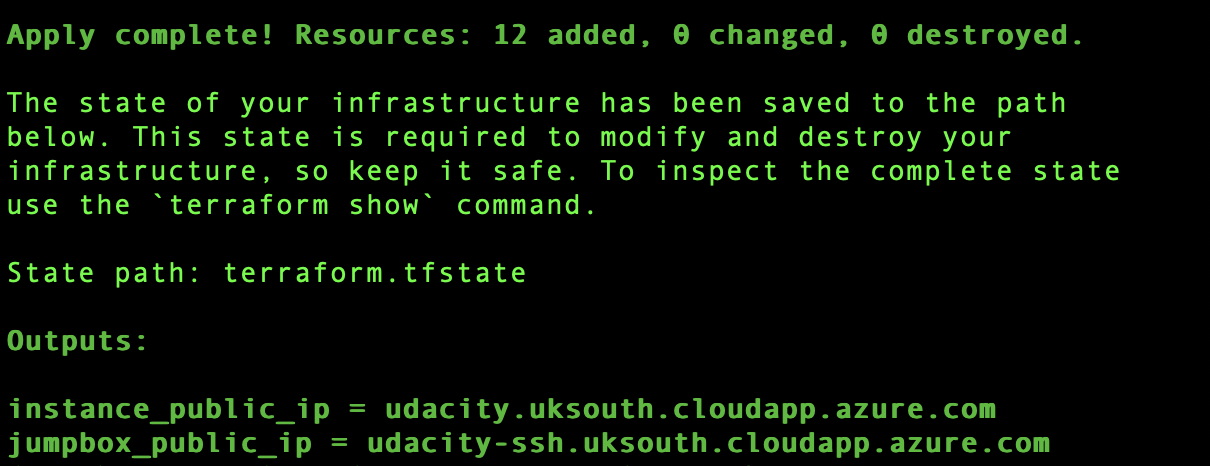 Apply complete! Resources: 12 added, 0 changed, 0 destroyed.
The state of your infrastructure has been saved to the path
below. This state is required to modify and destroy your
infrastructure, so keep it safe. To inspect the complete state
use the `terraform show` command.
State path: terraform.tfstate
Outputs:
instance_public_ip = udacity.uksouth.cloudapp.azure.com
jumpbox_public_ip = udacity-ssh.uksouth.cloudapp.azure.com